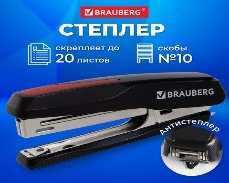 BRAUBERG
СТЕПЛЕР
скрепляет до
20 листов
скобы
№10
BRAUBERG
Антистеплер